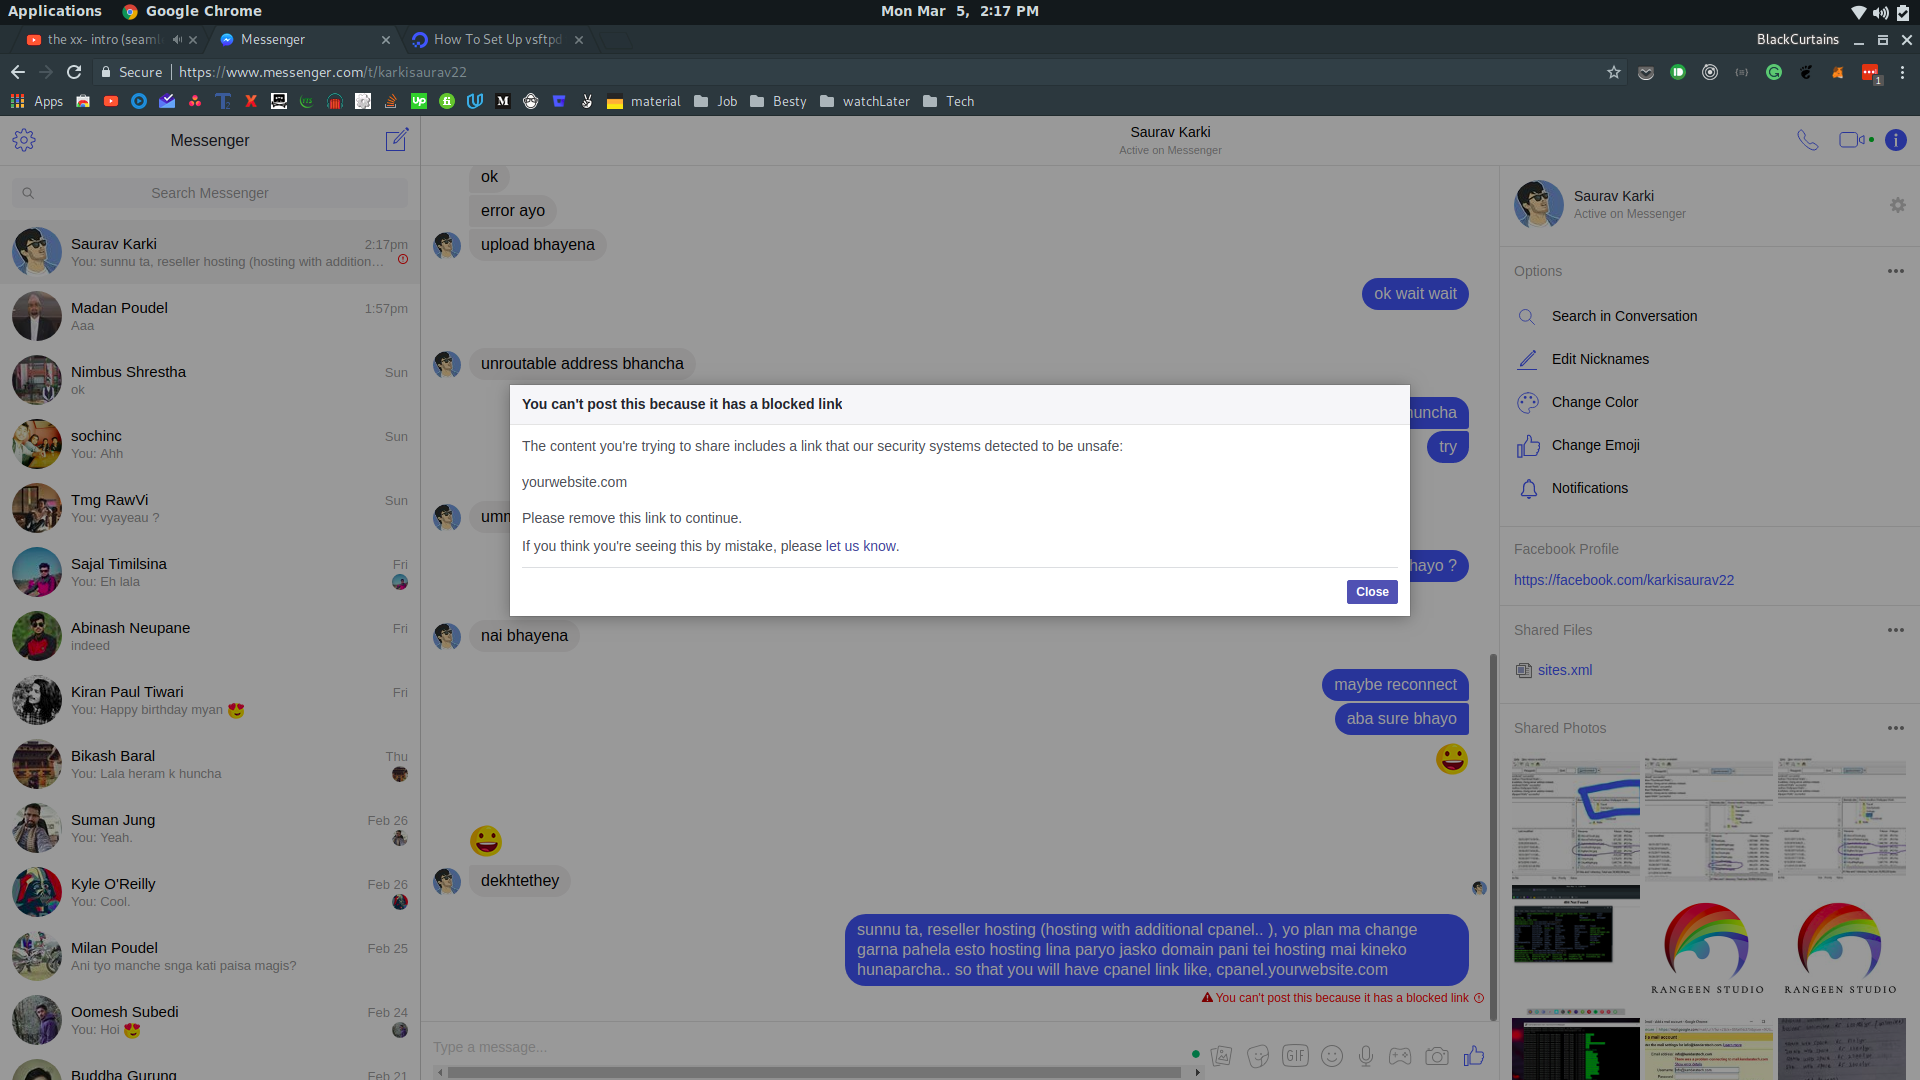 Applications Google Chrome Mon Mar 5, 2:17 PM
the xx- intro (seaml Messenger How To Set Up vsftpd BlackCurtains
Secure https://www.messenger.com/t/karkisaurav22
Apps material Job Besty watchLater Tech
Messenger
Search Messenger
Saurav Karki 2:17pm
You: sunnu ta, reseller hosting (hosting with addition...
Madan Poudel 1:57pm
Aaa
Nimbus Shrestha Sun
ok
sochinc Sun
You: Ahh
Tmg RawVi Sun
You: vyayeau ?
Sajal Timilsina Fri
You: Eh lala
Abinash Neupane Fri
indeed
Kiran Paul Tiwari Fri
You: Happy birthday myan 😍
Bikash Baral Thu
You: Lala heram k huncha
Suman Jung Feb 26
You: Yeah.
Kyle O'Reilly Feb 26
You: Cool.
Milan Poudel Feb 25
Ani tyo manche snga kati paisa magis?
Oomesh Subedi Feb 24
You: Hoi 😍
Buddha Gurung Feb 21
Saurav Karki
Active on Messenger
ok
error ayo
upload bhayena
ok wait wait
unroutable address bhancha
huncha
try
umm
hayo ?
You can't post this because it has a blocked link
The content you're trying to share includes a link that our security systems detected to be unsafe:
yourwebsite.com
Please remove this link to continue.
If you think you're seeing this by mistake, please let us know.
Close
nai bhayena
maybe reconnect
aba sure bhayo
😀
😀
dekhtethey
sunnu ta, reseller hosting (hosting with additional cpanel.. ), yo plan ma change
garna pahela esto hosting lina paryo jasko domain pani tei hosting mai kineko
hunaparcha.. so that you will have cpanel link like, cpanel.yourwebsite.com
You can't post this because it has a blocked link
Type a message...
GIF
Saurav Karki
Active on Messenger
Options
Search in Conversation
Edit Nicknames
Change Color
Change Emoji
Notifications
Facebook Profile
https://facebook.com/karkisaurav22
Shared Files
sites.xml
Shared Photos
RANGEEN STUDIO RANGEEN STUDIO